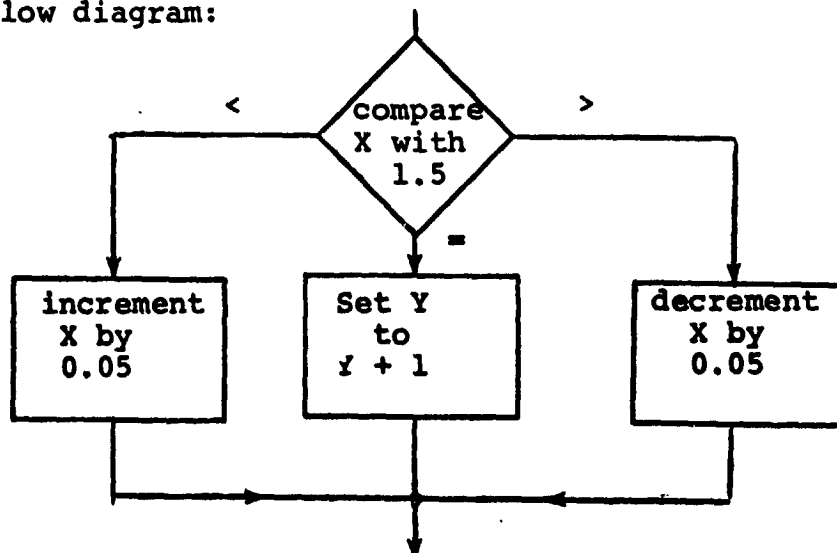 low diagram:
<
>
compare
X with
1.5
=
increment
X by
0.05
Set Y
to
Y + 1
decrement
X by
0.05